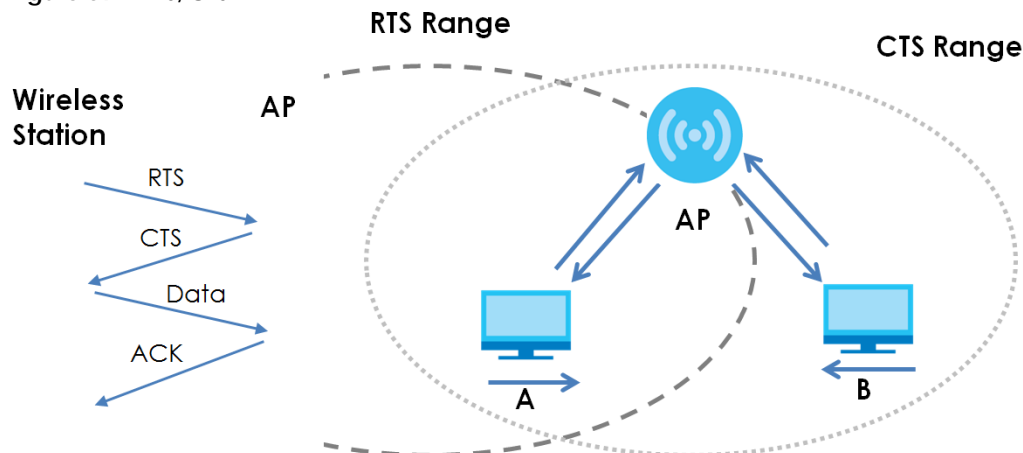 RTS Range
CTS Range
Wireless
Station
AP
RTS
CTS
Data
ACK
AP
A
B